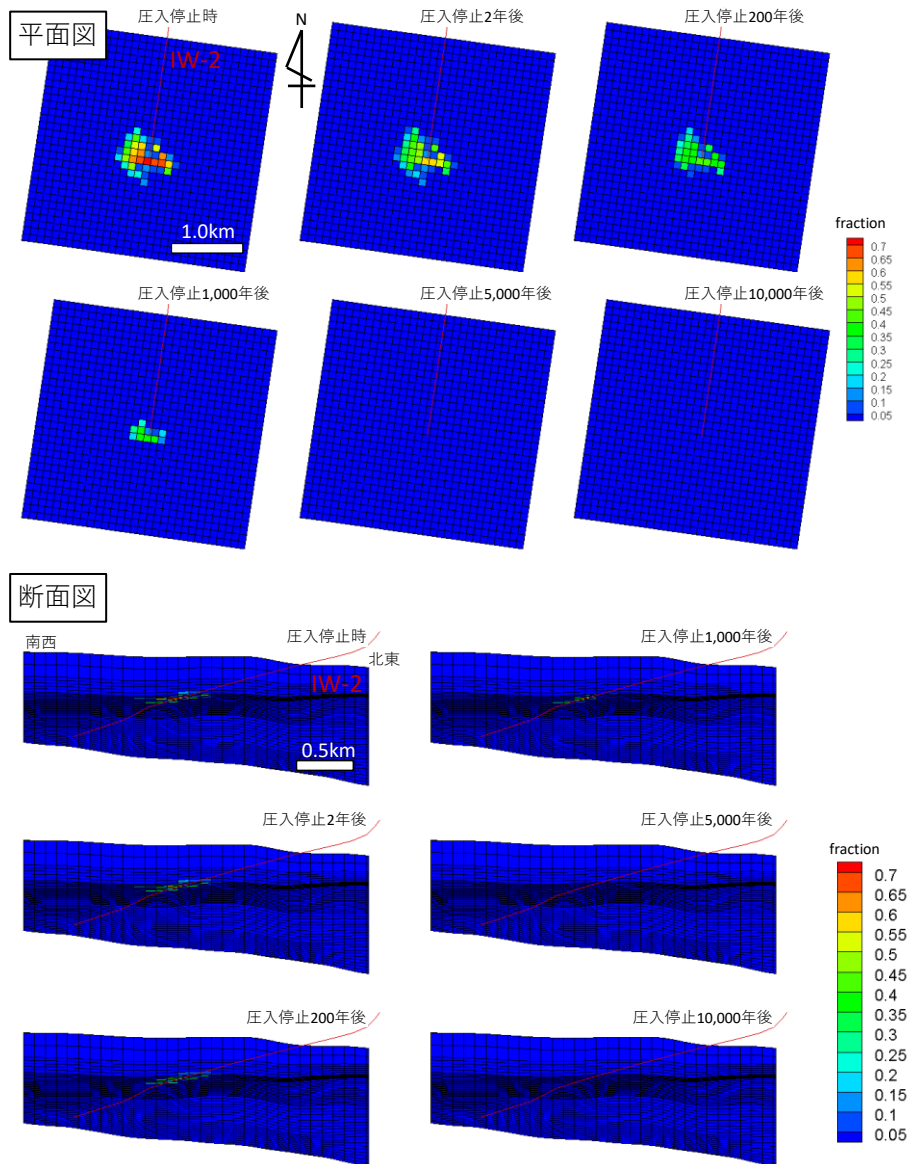 平面図
圧入停止時
IW-2
N
圧入停止2年後
圧入停止200年後
1.0km
fraction
0.7
0.65
0.6
0.55
0.5
0.45
0.4
0.35
0.3
0.25
0.2
0.15
0.1
0.05
圧入停止1,000年後
圧入停止5,000年後
圧入停止10,000年後
断面図
南西
圧入停止時
北東
IW-2
0.5km
圧入停止1,000年後
圧入停止2年後
圧入停止5,000年後
圧入停止200年後
圧入停止10,000年後
fraction
0.7
0.65
0.6
0.55
0.5
0.45
0.4
0.35
0.3
0.25
0.2
0.15
0.1
0.05